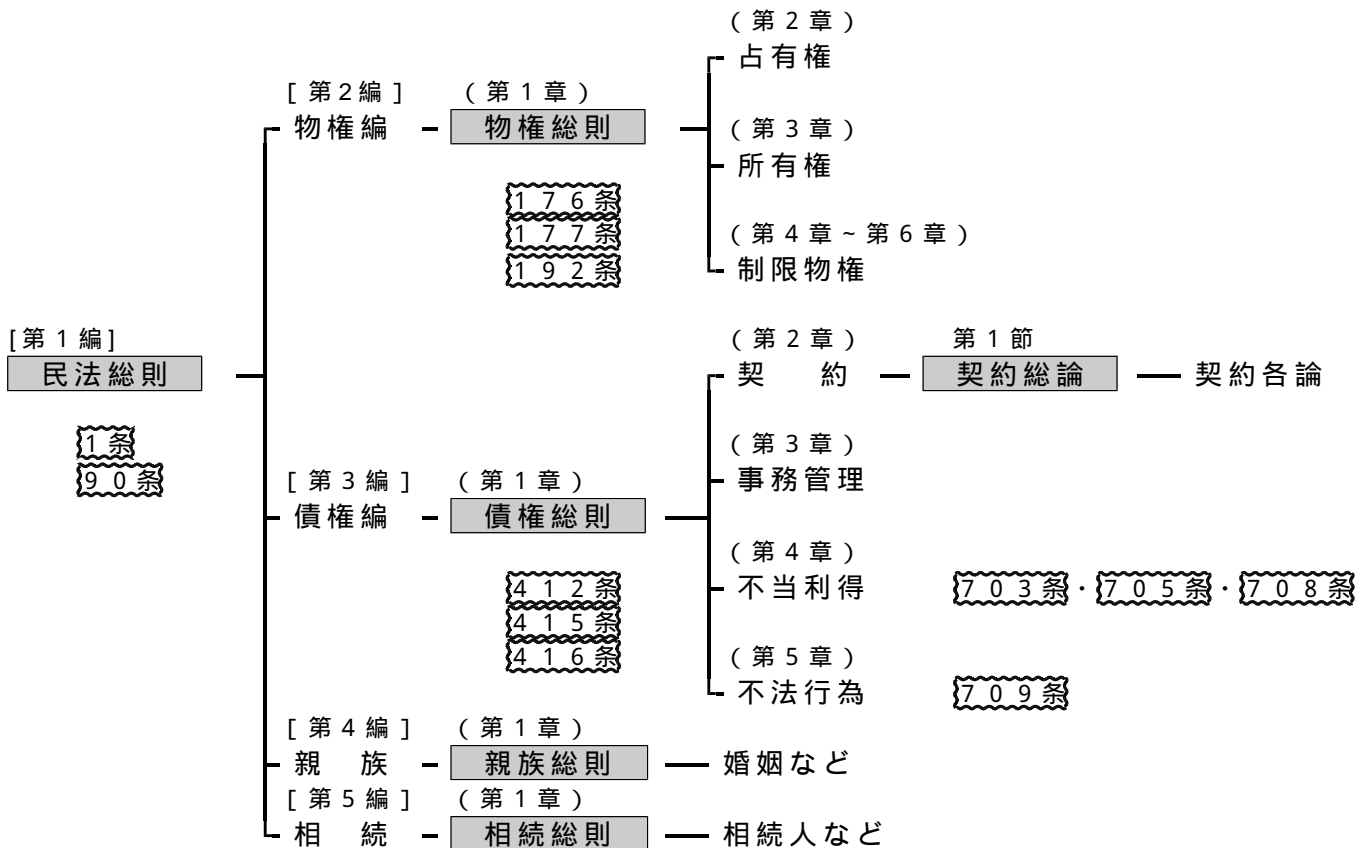 (第2章)
占有権
[第2編] (第1章)
物権編 物権総則
(第3章)
所有権
176条
177条
192条
(第4章~第6章)
制限物権
[第1編]
民法総則
1条
90条
(第2章) 第1節
契約 契約総論 契約各論
(第3章)
事務管理
[第3編] (第1章)
債権編 債権総則
(第4章)
不当利得 703条・705条・708条
412条
415条
416条
(第5章)
不法行為 709条
[第4編] (第1章)
親族 親族総則 婚姻など
[第5編] (第1章)
相続 相続総則 相続人など